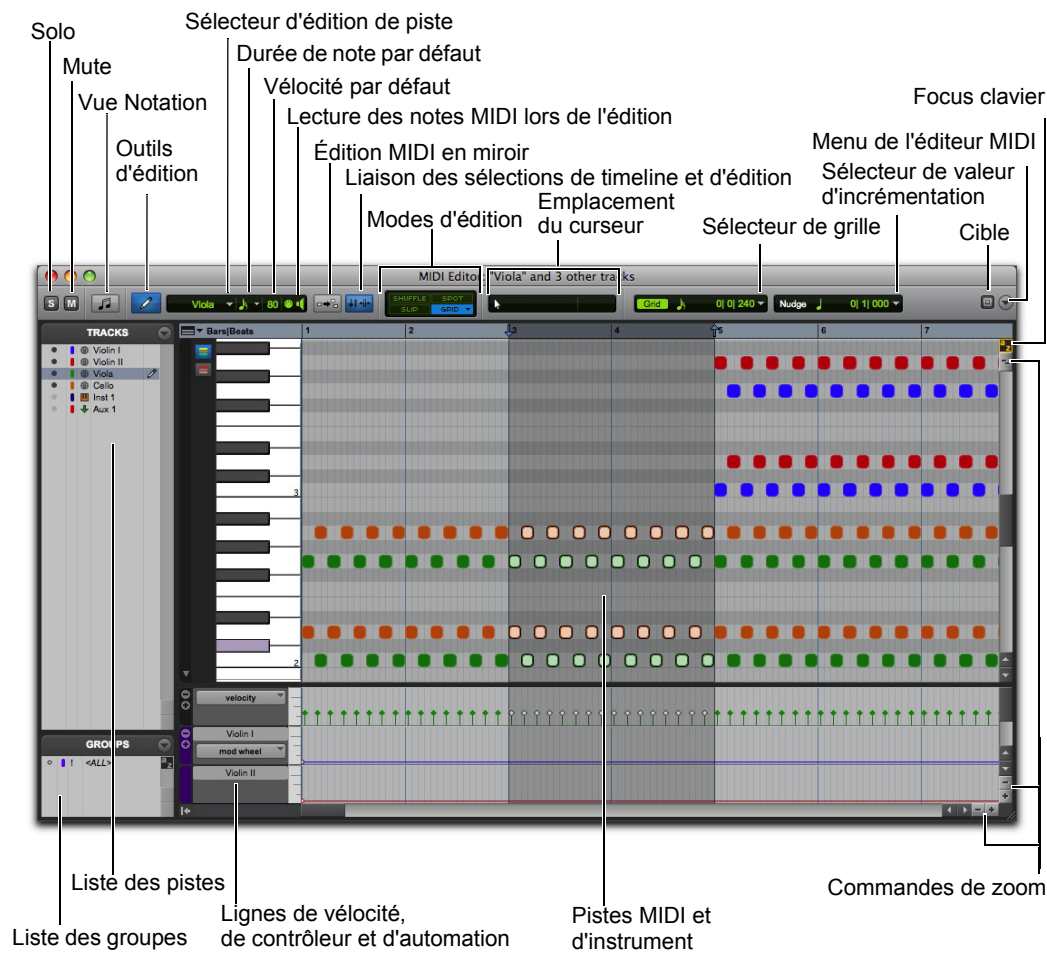 Sélecteur d'édition de piste
Solo
Durée de note par défaut
Mute
Vélocité par défaut
Vue Notation
Focus clavier
Lecture des notes MIDI lors de l'édition
Outils
d'édition
Édition MIDI en miroir
Menu de l'éditeur MIDI
Liaison des sélections de timeline et d'édition
Sélecteur de valeur
d'incrémentation
Modes d'édition
Emplacement
du curseur
Sélecteur de grille
Cible
MIDI Editor: "Viola" and 3 other tracks
S M Viola 80 SHUFFLE SPOT
SLIP GRID
Grid 0| 0| 240 Nudge 0| 1| 000
TRACKS
Bars|Beats 1 2 3 4 5 6 7
Violin I
Violin II
Viola
Cello
Inst 1
Aux 1
a z
3
2
velocity
Violin I
mod wheel
Violin II
GROUPS
! <ALL>
a z
Liste des pistes
Commandes de zoom
Lignes de vélocité,
de contrôleur et d'automation
Pistes MIDI et
d'instrument
Liste des groupes